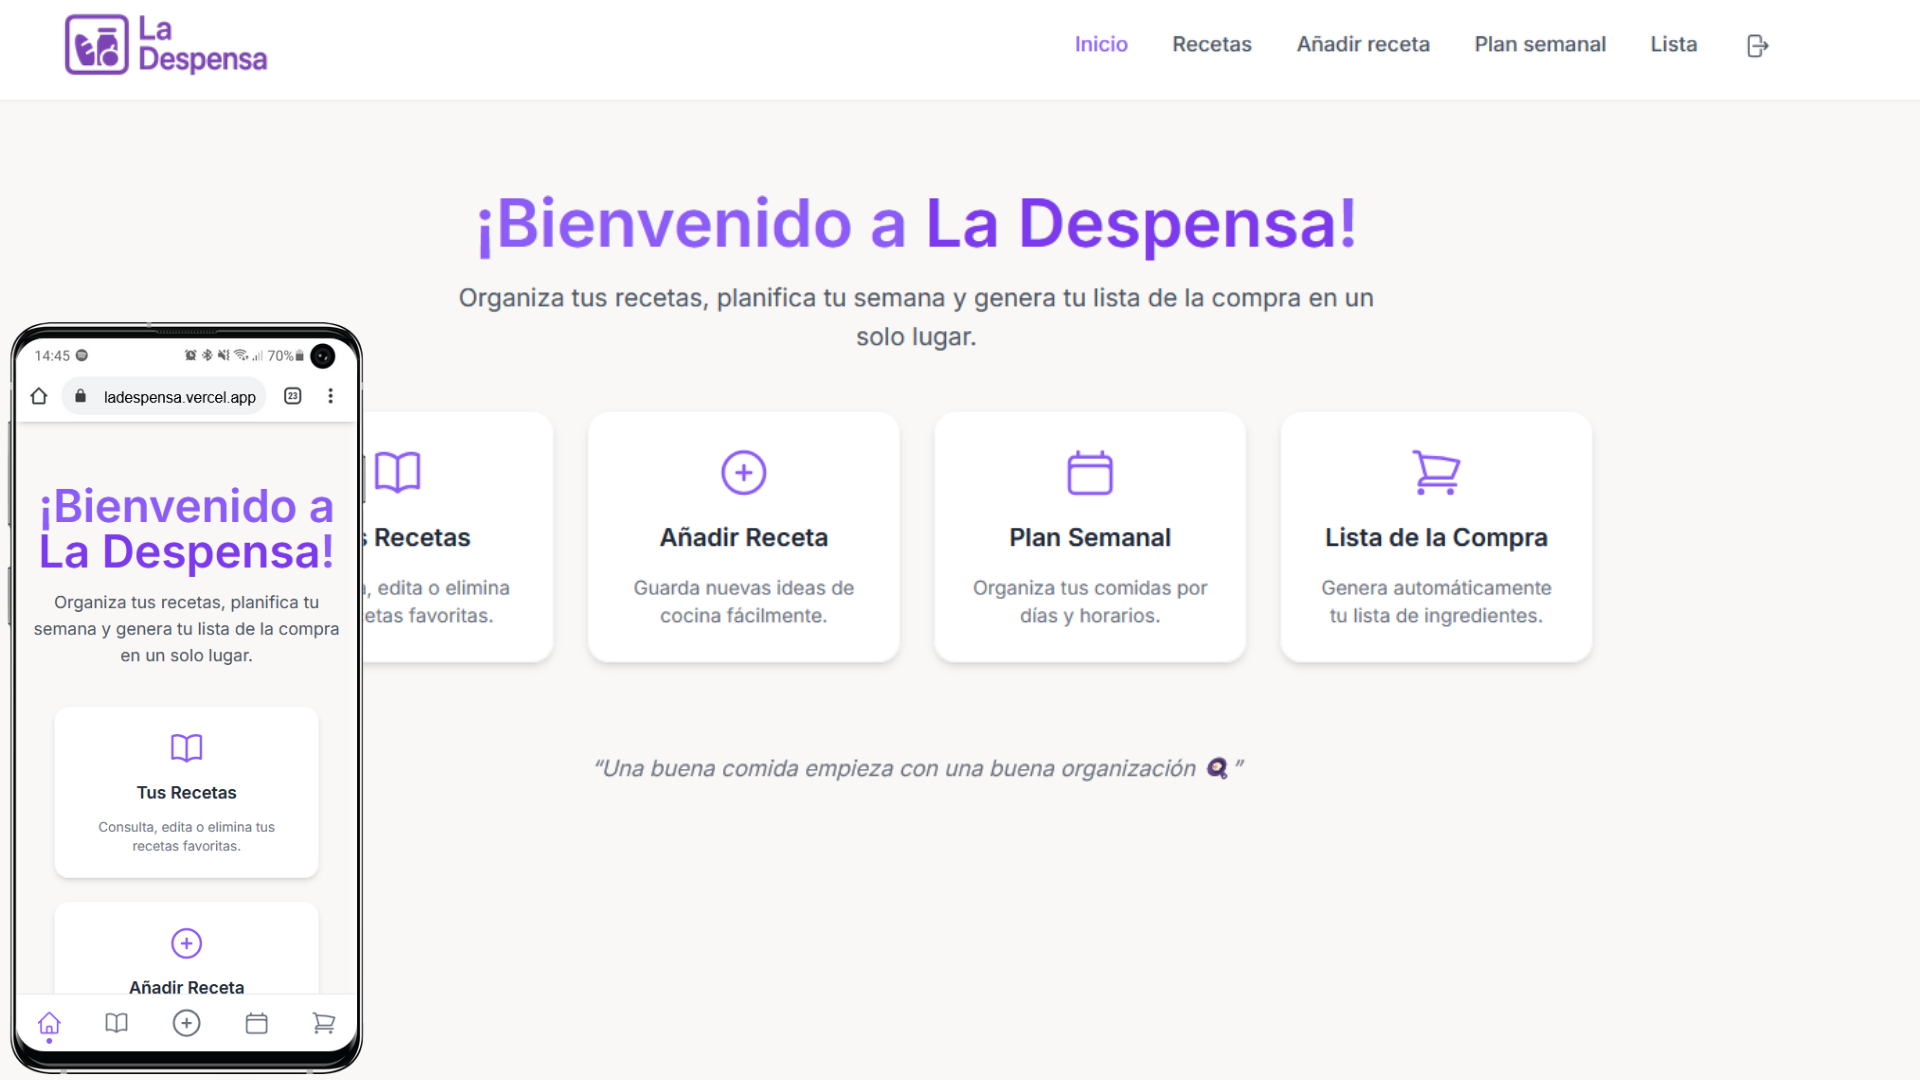 La
Despensa
Inicio
Recetas
Añadir receta
Plan semanal
Lista
¡Bienvenido a La Despensa!
Organiza tus recetas, planifica tu semana y genera tu lista de la compra en un
solo lugar.
s Recetas
, edita o elimina
etas favoritas.
Añadir Receta
Guarda nuevas ideas de
cocina fácilmente.
Plan Semanal
Organiza tus comidas por
días y horarios.
Lista de la Compra
Genera automáticamente
tu lista de ingredientes.
“Una buena comida empieza con una buena organización 🍳”
14:45
70%
ladespensa.vercel.app
23
¡Bienvenido a
La Despensa!
Organiza tus recetas, planifica tu
semana y genera tu lista de la compra
en un solo lugar.
Tus Recetas
Consulta, edita o elimina tus
recetas favoritas.
Añadir Receta